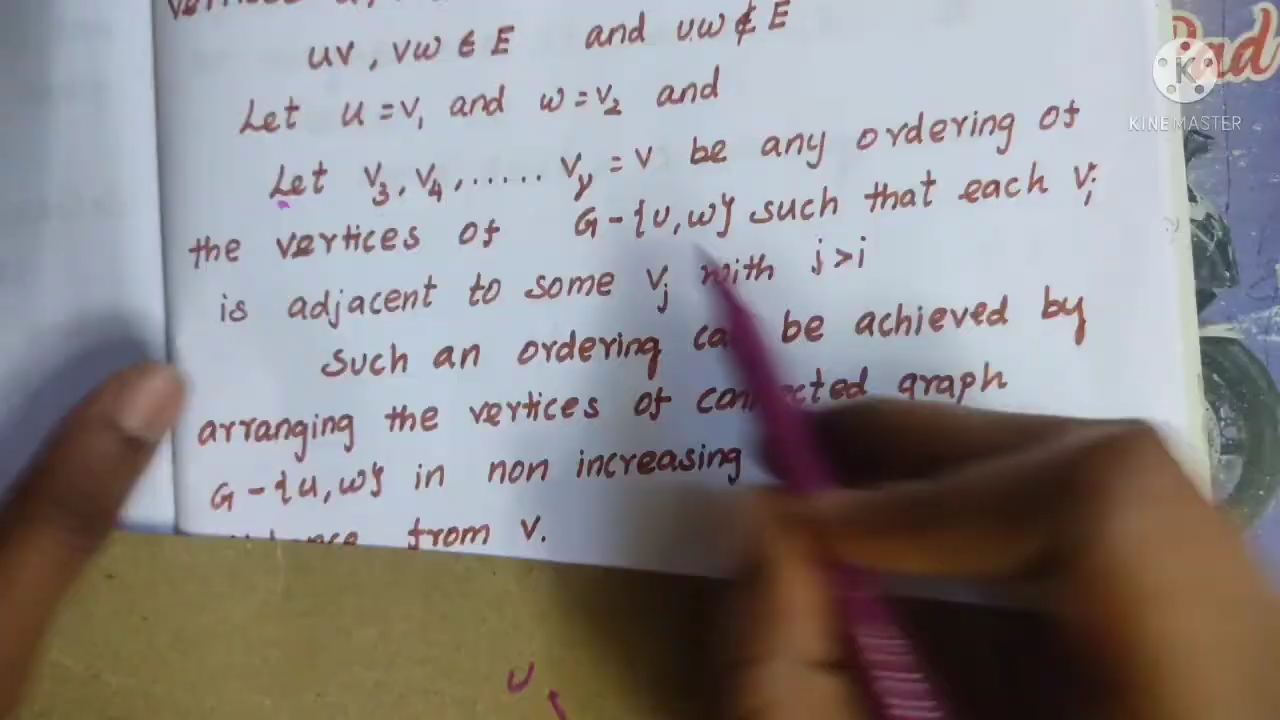 uv, vw ∈ E and uw ∉ E
Let u = v₁ and w = v₂ and
Let v₃, v₄, ..... vᵧ = v be any ordering of
the vertices of G-{u,w} such that each vᵢ
is adjacent to some vⱼ with j>i
Such an ordering can be achieved by
arranging the vertices of connected graph
G-{u,w} in non increasing
from v.
u
K
KINEMASTER